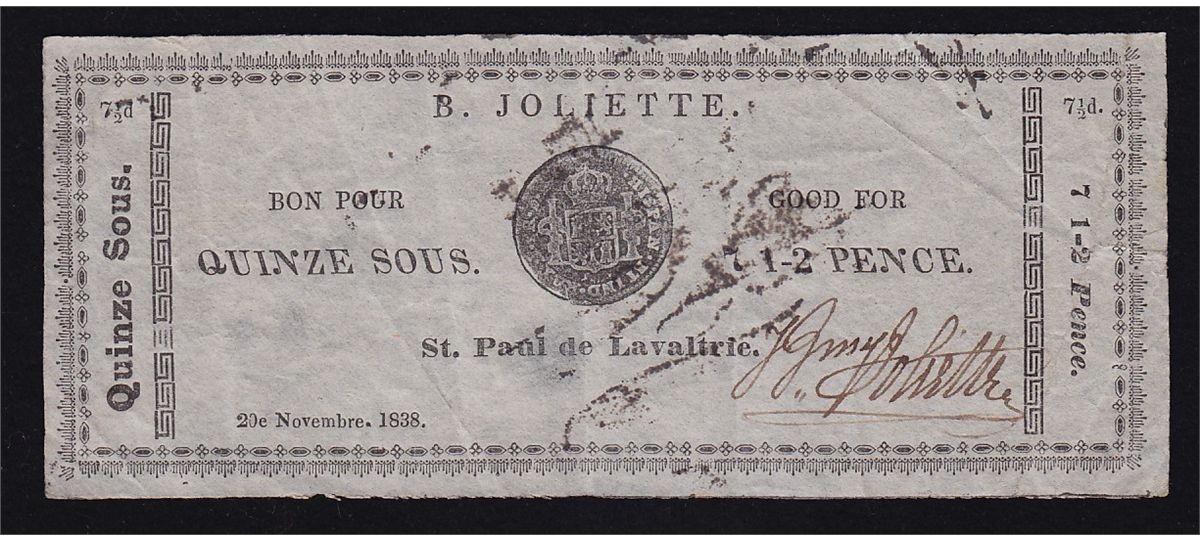 B. JOLIETTE.
7½d
7½d.
Quinze Sous.
BON POUR
GOOD FOR
QUINZE SOUS.
7 1-2 PENCE.
7 1-2 Pence.
St. Paul de Lavaltrie.
Joliette
20e Novembre. 1838.